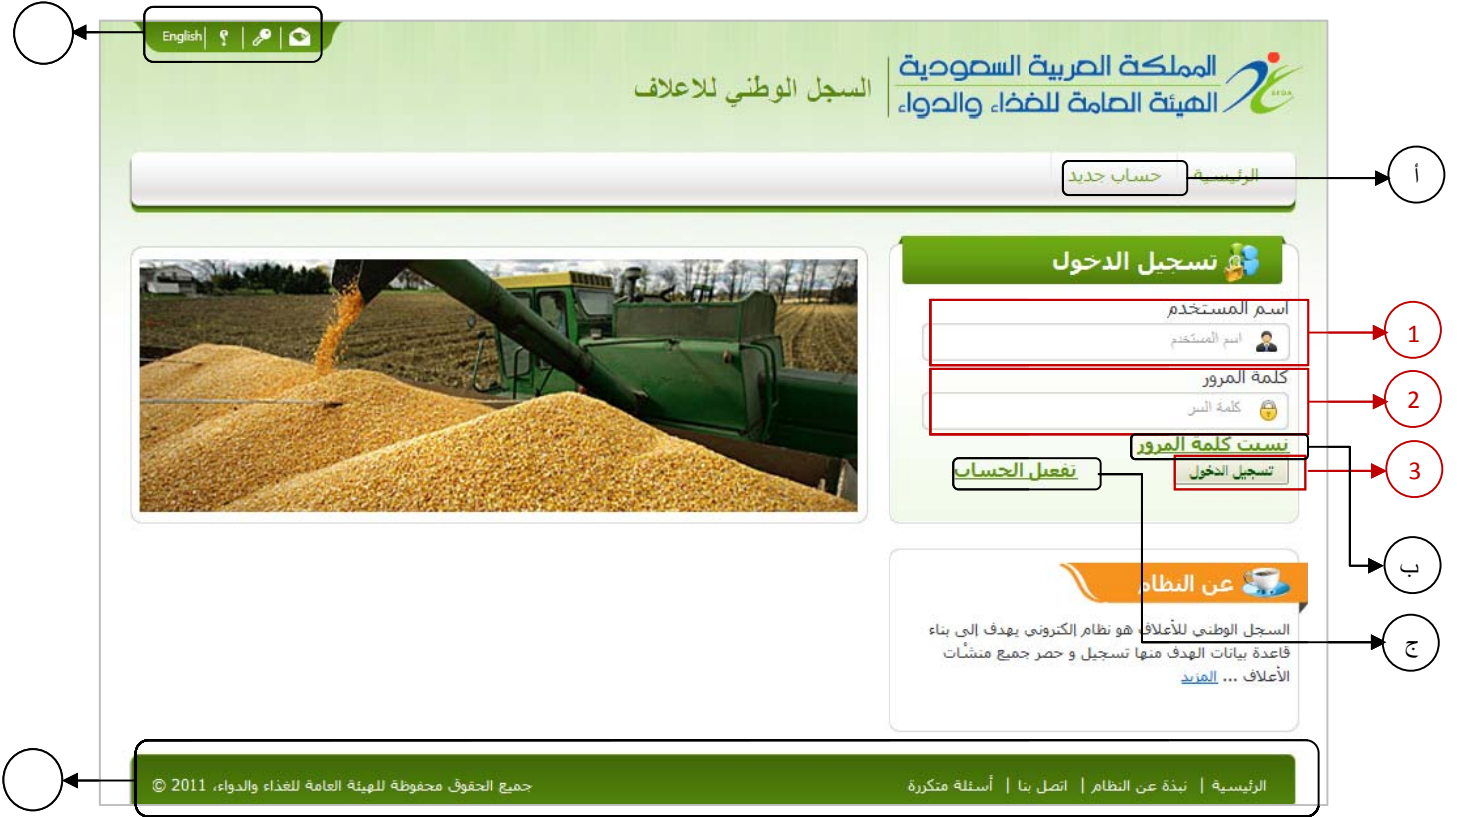 English | ؟
المملكة العربية السعودية
الهيئة العامة للغذاء والدواء
SFDA
السجل الوطني للاعلاف
الرئيسية
حساب جديد
أ
تسجيل الدخول
اسم المستخدم
اسم المستخدم
1
كلمة المرور
كلمة السر
2
نسيت كلمة المرور
تسجيل الدخول
تفعيل الحساب
3
ب
عن النظام
السجل الوطني للأعلاف هو نظام إلكتروني يهدف إلى بناء
قاعدة بيانات الهدف منها تسجيل و حصر جميع منشآت
الأعلاف ... المزيد
ج
الرئيسية | نبذة عن النظام | اتصل بنا | أسئلة متكررة
جميع الحقوق محفوظة للهيئة العامة للغذاء والدواء، 2011 ©